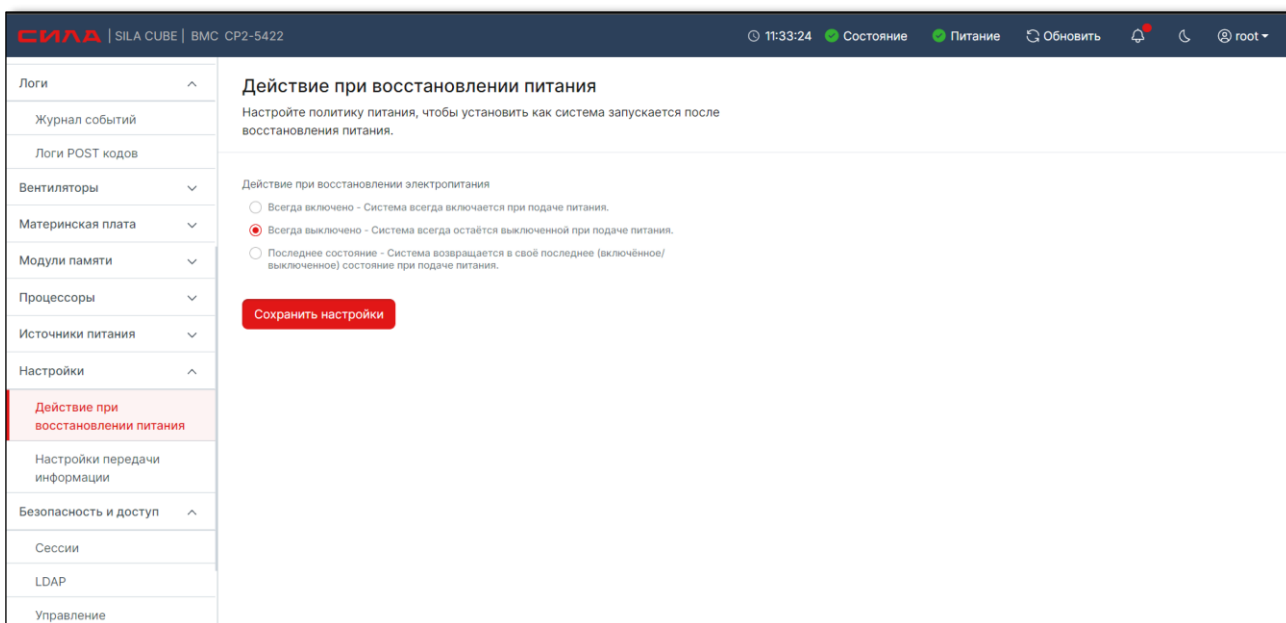 СИЛА | SILA CUBE | BMC CP2-5422
11:33:24 Состояние Питание Обновить root
Логи
Журнал событий
Логи POST кодов
Вентиляторы
Материнская плата
Модули памяти
Процессоры
Источники питания
Настройки
Действие при
восстановлении питания
Настройки передачи
информации
Безопасность и доступ
Сессии
LDAP
Управление
Действие при восстановлении питания
Настройте политику питания, чтобы установить как система запускается после
восстановления питания.
Действие при восстановлении электропитания
Всегда включено - Система всегда включается при подаче питания.
Всегда выключено - Система всегда остаётся выключенной при подаче питания.
Последнее состояние - Система возвращается в своё последнее (включённое/
выключенное) состояние при подаче питания.
Сохранить настройки